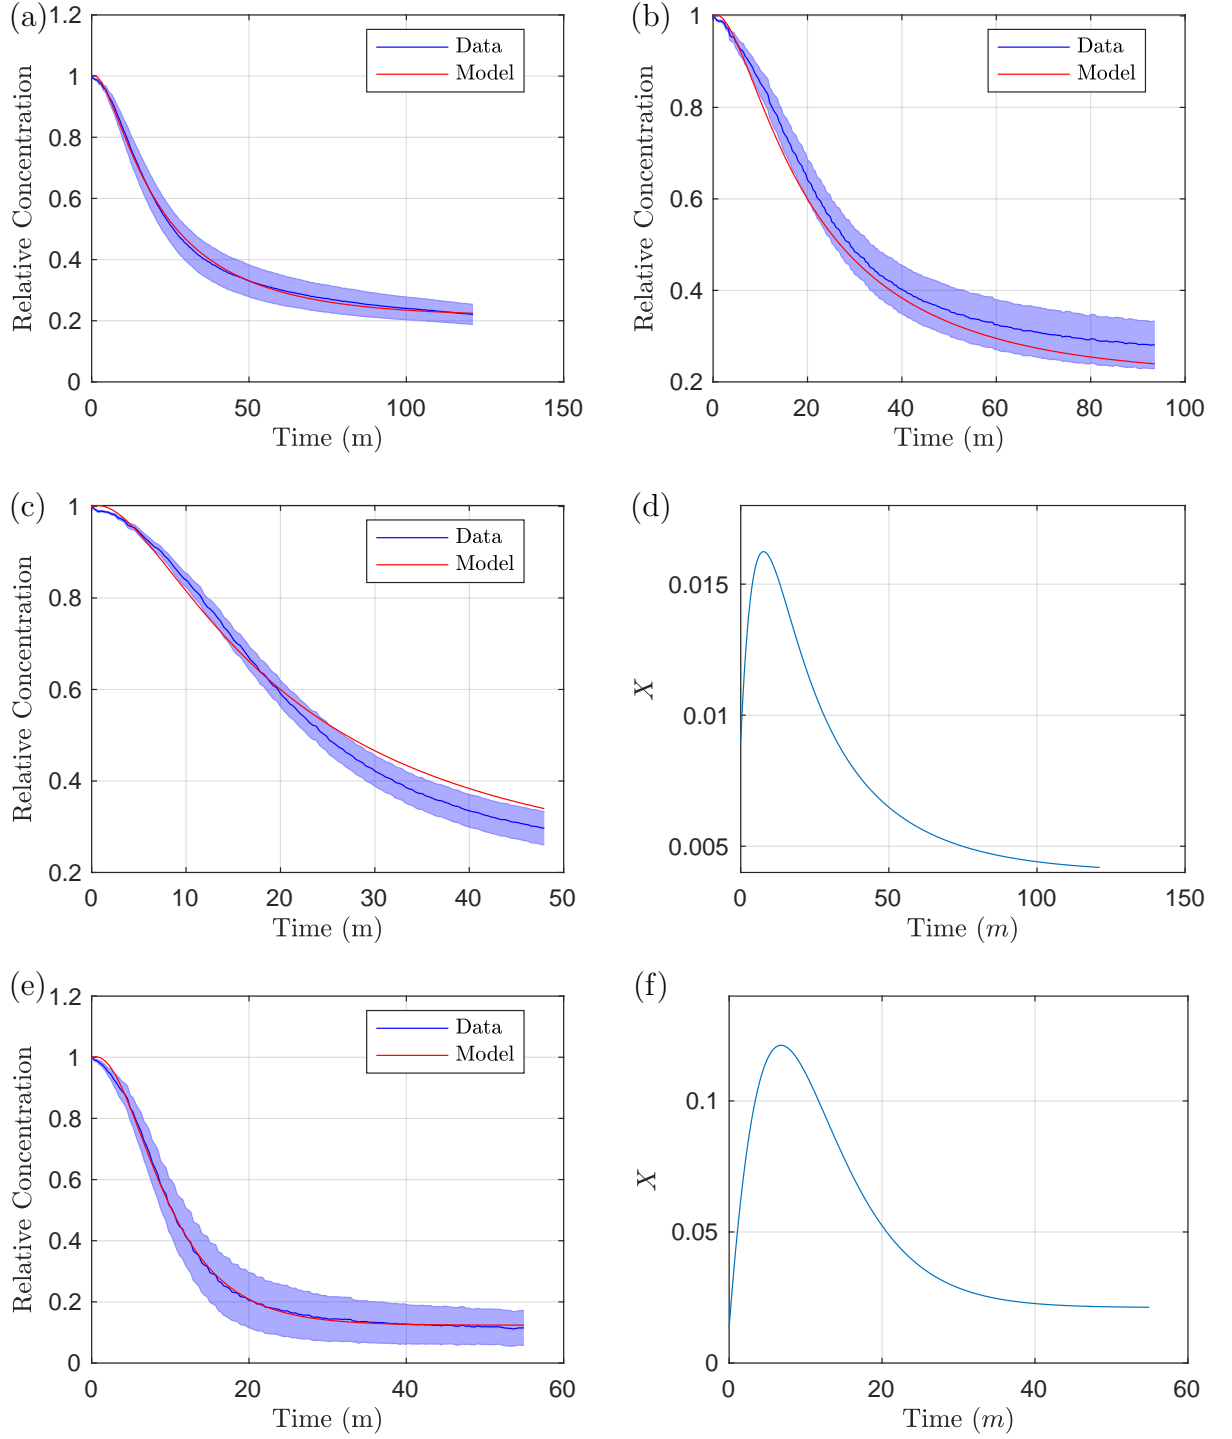 (a)
1.2
1
0.8
0.6
0.4
0.2
0
Relative Concentration
0 50 100 150
Time (m)
Data
Model
(b)
1
0.8
0.6
0.4
0.2
Relative Concentration
0 20 40 60 80 100
Time (m)
Data
Model
(c)
1
0.8
0.6
0.4
0.2
Relative Concentration
0 10 20 30 40 50
Time (m)
Data
Model
(d)
0.015
0.01
0.005
X
0 50 100 150
Time (m)
(e)
1.2
1
0.8
0.6
0.4
0.2
0
Relative Concentration
0 20 40 60
Time (m)
Data
Model
(f)
0.1
0.05
0
X
0 20 40 60
Time (m)